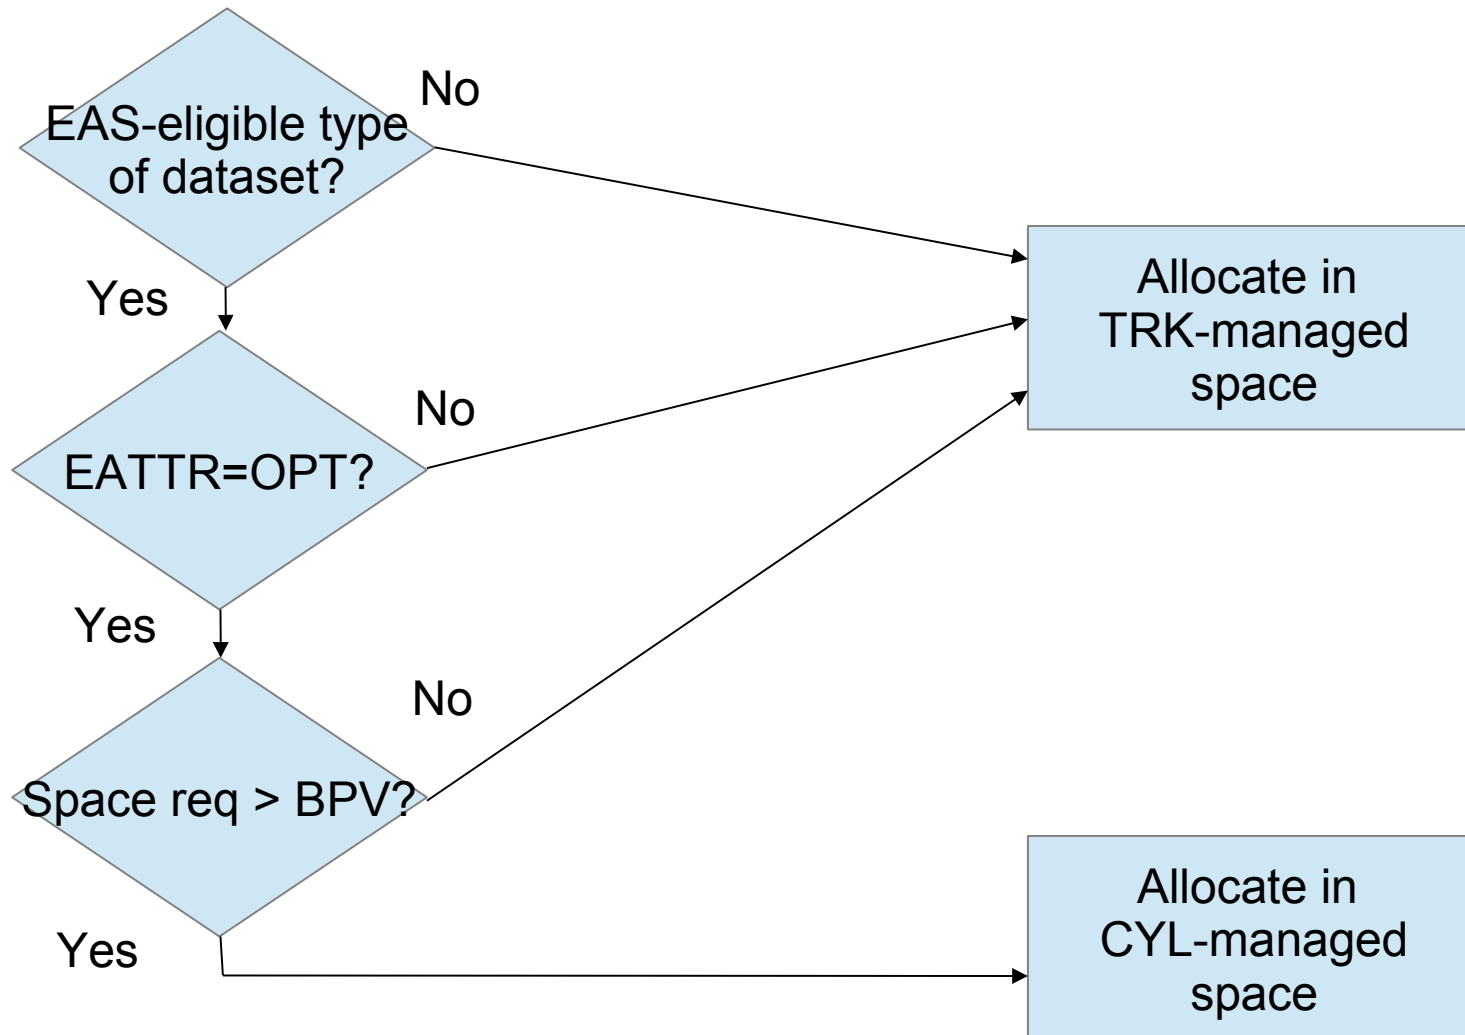 EAS-eligible type
of dataset?
No
Yes
Allocate in
TRK-managed
space
EATTR=OPT?
No
Yes
Space req > BPV?
No
Yes
Allocate in
CYL-managed
space